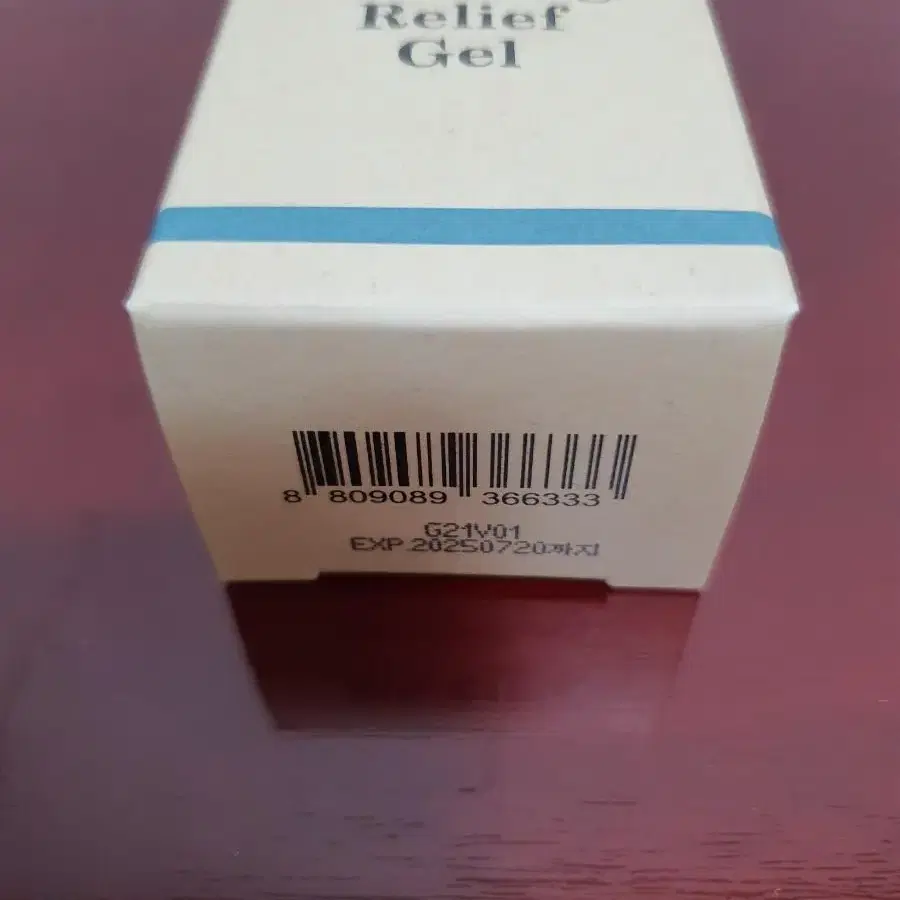 Relief
Gel
8 809089 366333
G21V01
EXP.20250720까지